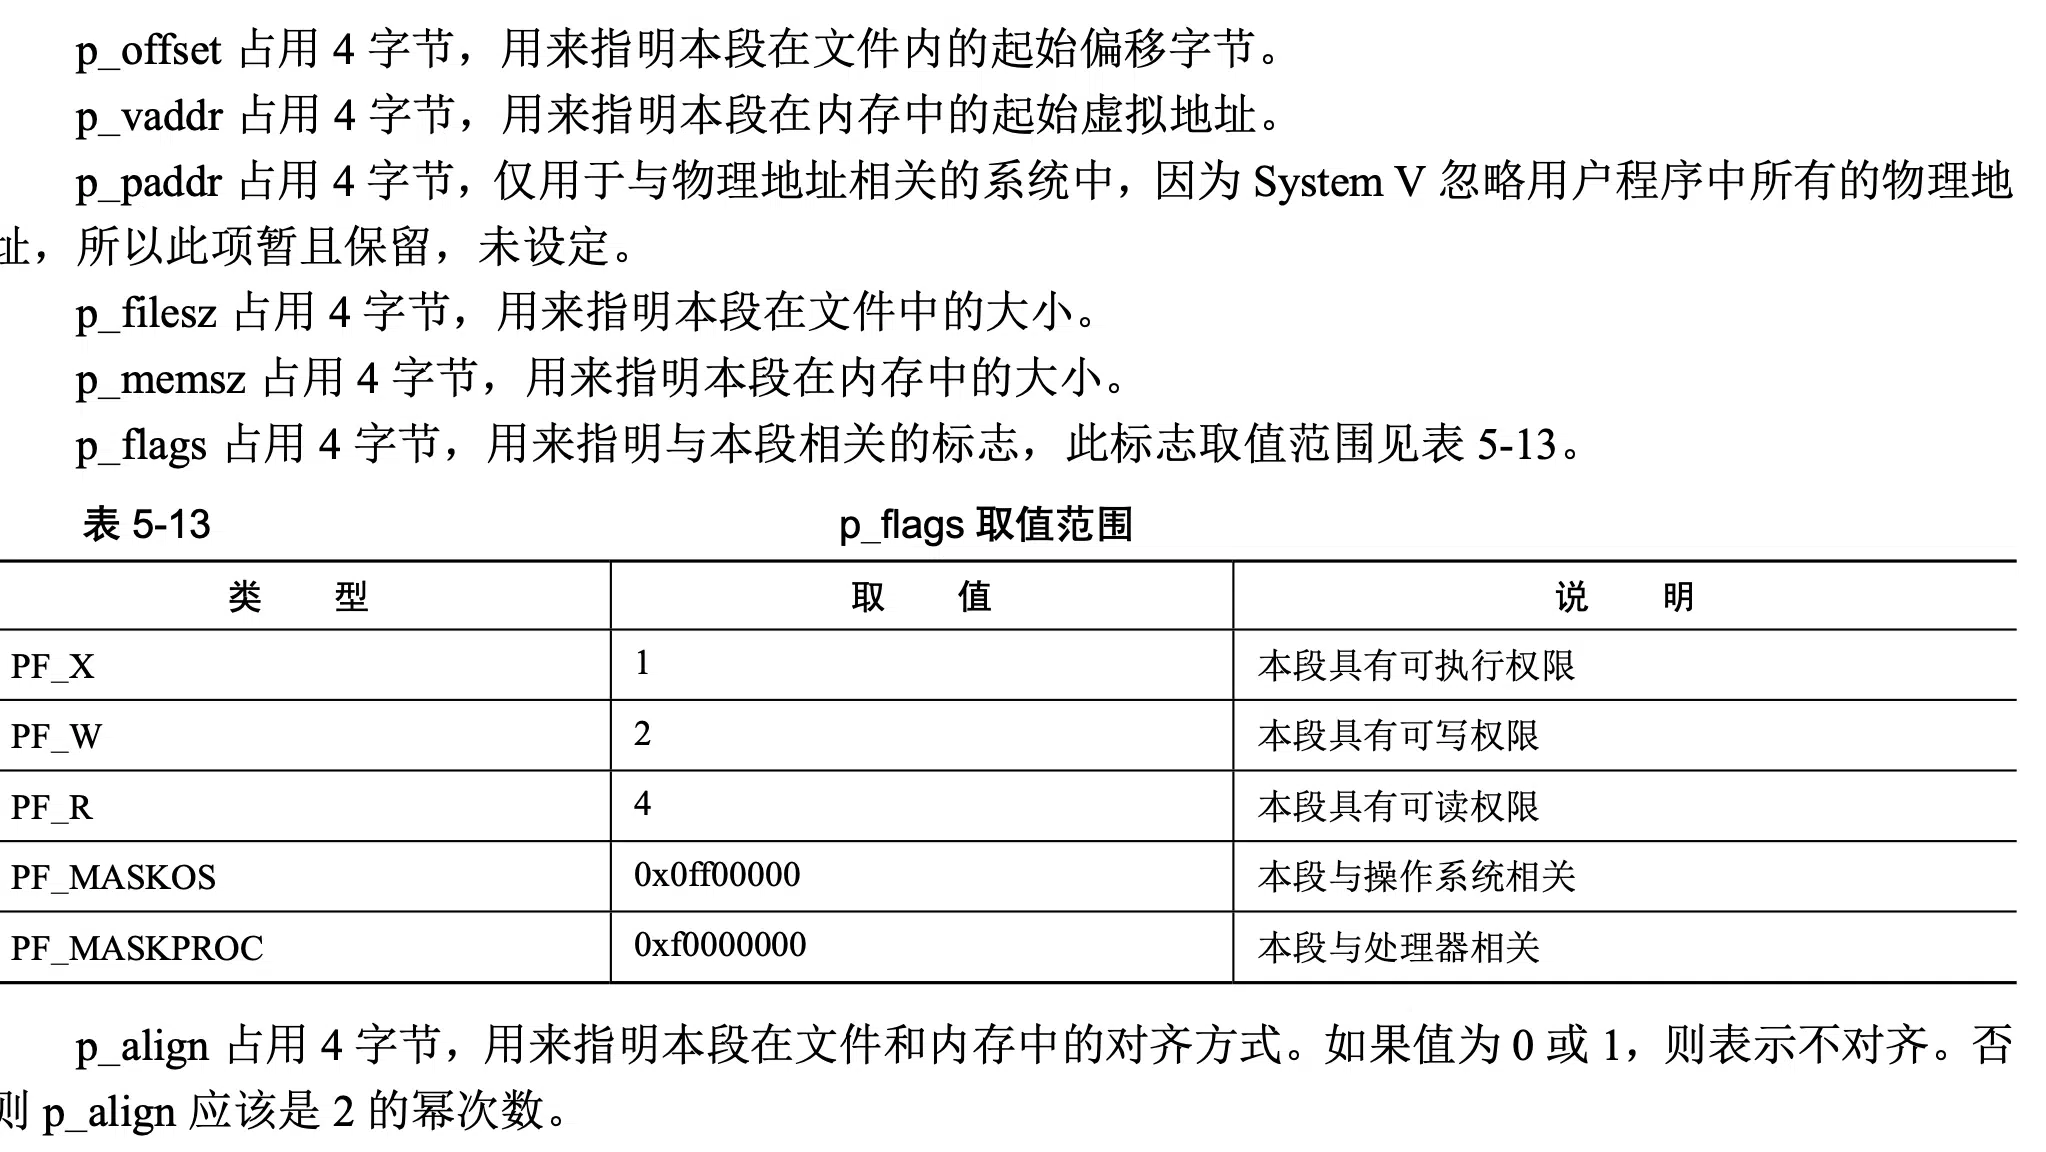 p_offset 占用 4 字节，用来指明本段在文件内的起始偏移字节。
p_vaddr 占用 4 字节，用来指明本段在内存中的起始虚拟地址。
p_paddr 占用 4 字节，仅用于与物理地址相关的系统中，因为 System V 忽略用户程序中所有的物理地
址，所以此项暂且保留，未设定。
p_filesz 占用 4 字节，用来指明本段在文件中的大小。
p_memsz 占用 4 字节，用来指明本段在内存中的大小。
p_flags 占用 4 字节，用来指明与本段相关的标志，此标志取值范围见表 5-13。
表 5-13 p_flags 取值范围
类 型 取 值 说 明
PF_X 1 本段具有可执行权限
PF_W 2 本段具有可写权限
PF_R 4 本段具有可读权限
PF_MASKOS 0x0ff00000 本段与操作系统相关
PF_MASKPROC 0xf0000000 本段与处理器相关
p_align 占用 4 字节，用来指明本段在文件和内存中的对齐方式。如果值为 0 或 1，则表示不对齐。否
则 p_align 应该是 2 的幂次数。